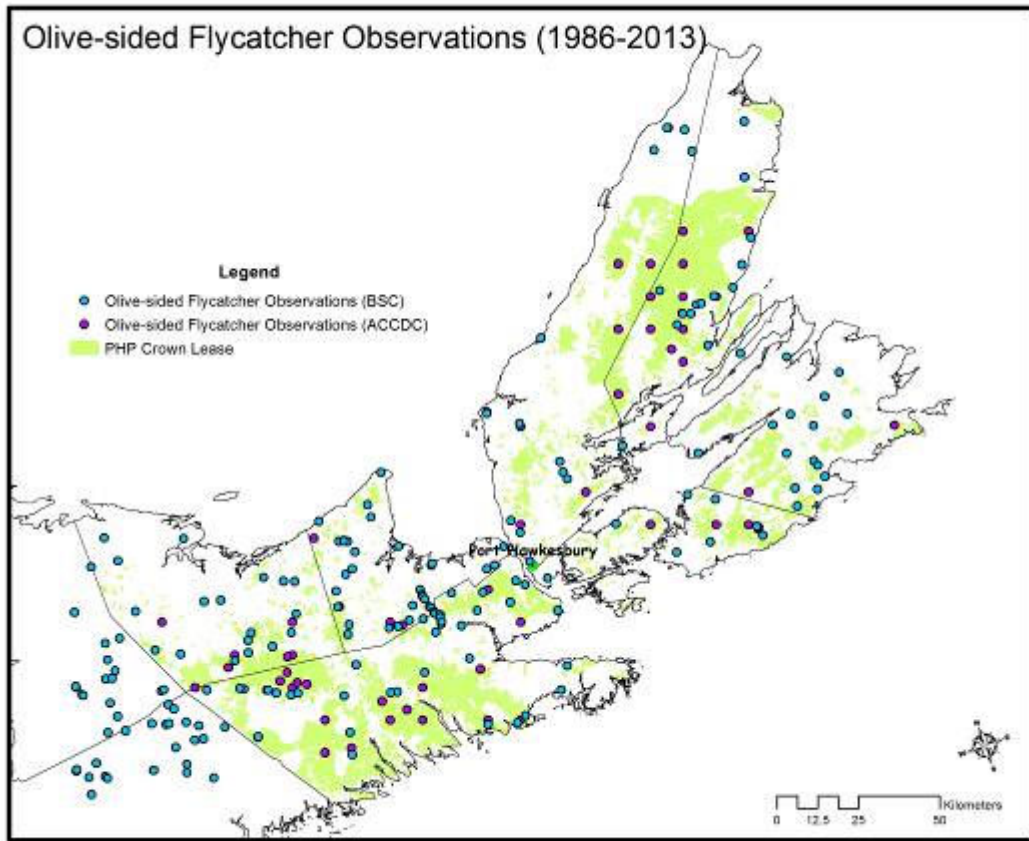 Olive-sided Flycatcher Observations (1986-2013)
Legend
Olive-sided Flycatcher Observations (BSC)
Olive-sided Flycatcher Observations (ACCDC)
PHP Crown Lease
Port Hawkesbury
N
E
W
S
Kilometers
0 12.5 25 50